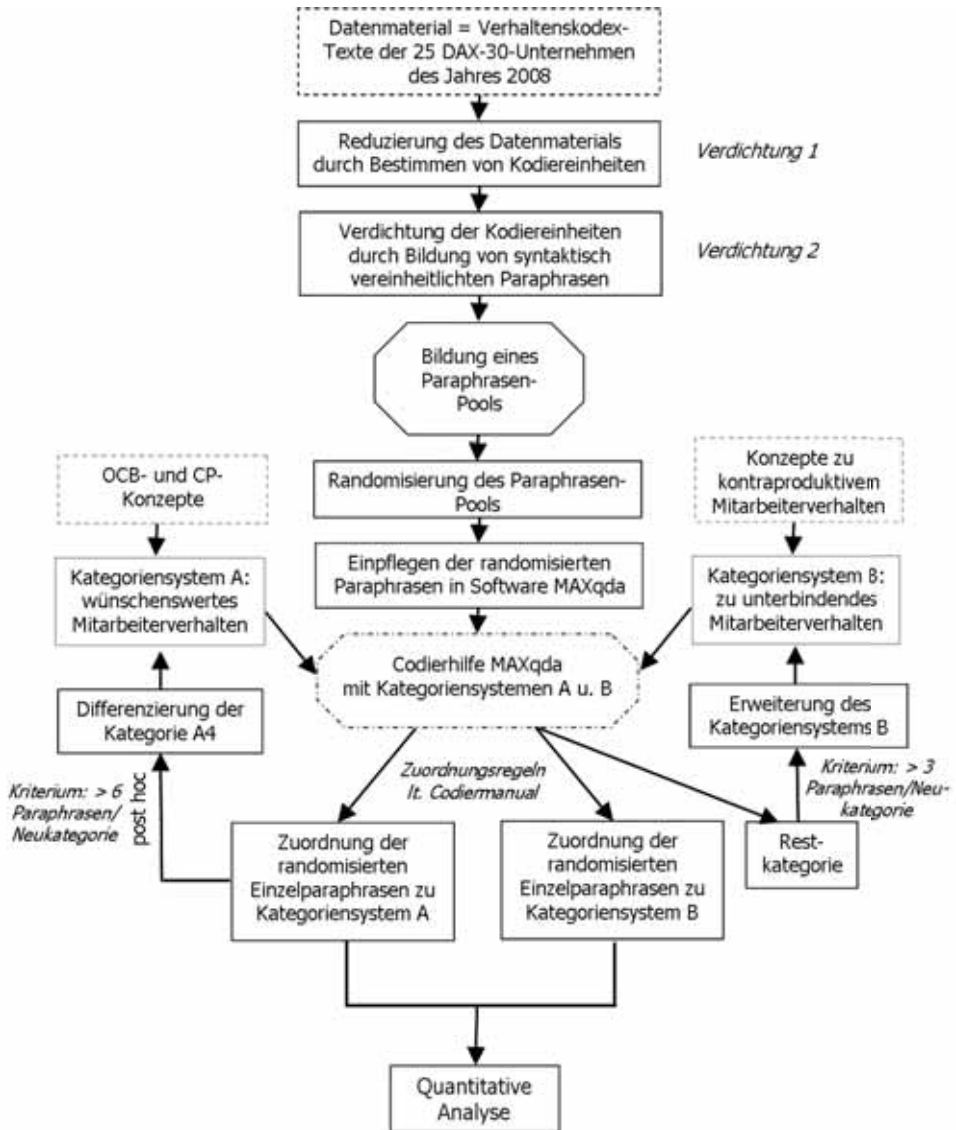 Datenmaterial = Verhaltenskodex-
Texte der 25 DAX-30-Unternehmen
des Jahres 2008
Reduzierung des Datenmaterials
durch Bestimmen von Kodiereinheiten
Verdichtung 1
Verdichtung der Kodiereinheiten
durch Bildung von syntaktisch
vereinheitlichten Paraphrasen
Verdichtung 2
Bildung eines
Paraphrasen-
Pools
OCB- und CP-
Konzepte
Randomisierung des Paraphrasen-
Pools
Konzepte zu
kontraproduktivem
Mitarbeiterverhalten
Kategoriensystem A:
wünschenswertes
Mitarbeiterverhalten
Einpflegen der randomisierten
Paraphrasen in Software MAXqda
Kategoriensystem B:
zu unterbindendes
Mitarbeiterverhalten
Codierhilfe MAXqda
mit Kategoriensystemen A u. B
Differenzierung der
Kategorie A4
Erweiterung des
Kategoriensystems B
Kriterium: > 6
Paraphrasen/
Neukategorie
post hoc
Zuordnungsregeln
lt. Codiermanual
Kriterium: > 3
Paraphrasen/Neu-
kategorie
Zuordnung der
randomisierten
Einzelparaphrasen zu
Kategoriensystem A
Zuordnung der
randomisierten
Einzelparaphrasen zu
Kategoriensystem B
Rest-
kategorie
Quantitative
Analyse